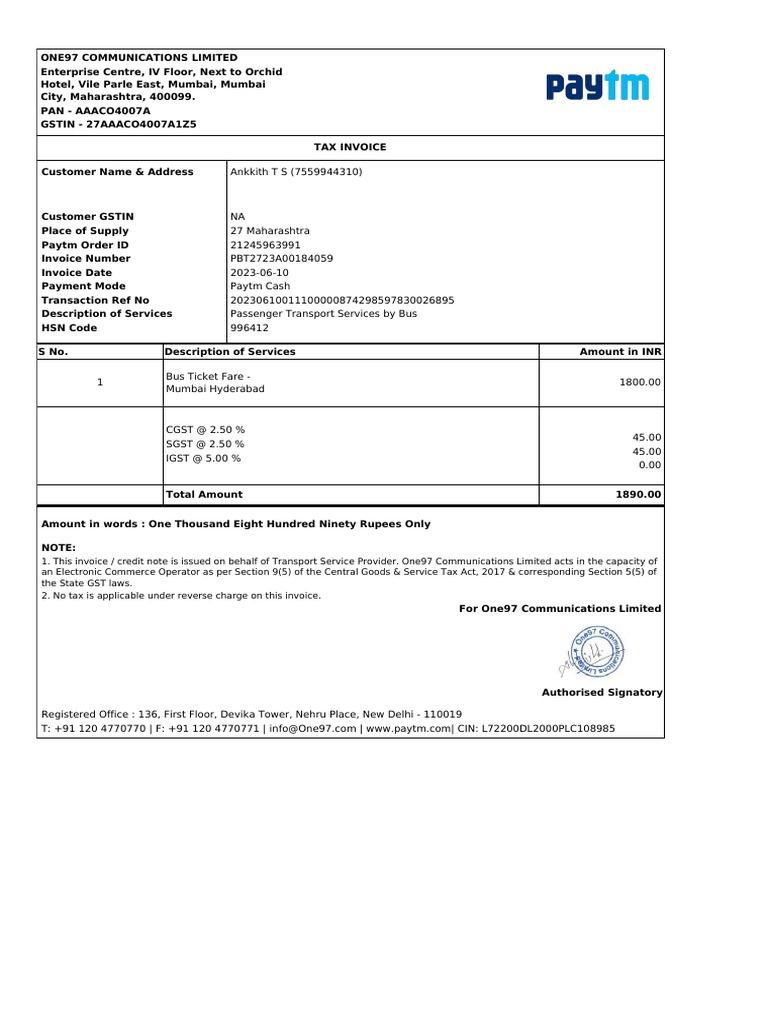 ONE97 COMMUNICATIONS LIMITED
Enterprise Centre, IV Floor, Next to Orchid
Hotel, Vile Parle East, Mumbai, Mumbai
City, Maharashtra, 400099.
PAN - AAACO4007A
GSTIN - 27AAACO4007A1Z5
paytm
TAX INVOICE
Customer Name & Address Ankkith T S (7559944310)
Customer GSTIN NA
Place of Supply 27 Maharashtra
Paytm Order ID 21245963991
Invoice Number PBT2723A00184059
Invoice Date 2023-06-10
Payment Mode Paytm Cash
Transaction Ref No 20230610011100000874298597830026895
Description of Services Passenger Transport Services by Bus
HSN Code 996412
S No. Description of Services Amount in INR
1 Bus Ticket Fare - 1800.00
Mumbai Hyderabad
CGST @ 2.50 % 45.00
SGST @ 2.50 % 45.00
IGST @ 5.00 % 0.00
Total Amount 1890.00
Amount in words : One Thousand Eight Hundred Ninety Rupees Only
NOTE:
1. This invoice / credit note is issued on behalf of Transport Service Provider. One97 Communications Limited acts in the capacity of
an Electronic Commerce Operator as per Section 9(5) of the Central Goods & Service Tax Act, 2017 & corresponding Section 5(5) of
the State GST laws.
2. No tax is applicable under reverse charge on this invoice.
For One97 Communications Limited
One97 Communications Limited
Authorised Signatory
Registered Office : 136, First Floor, Devika Tower, Nehru Place, New Delhi - 110019
T: +91 120 4770770 | F: +91 120 4770771 | info@One97.com | www.paytm.com| CIN: L72200DL2000PLC108985